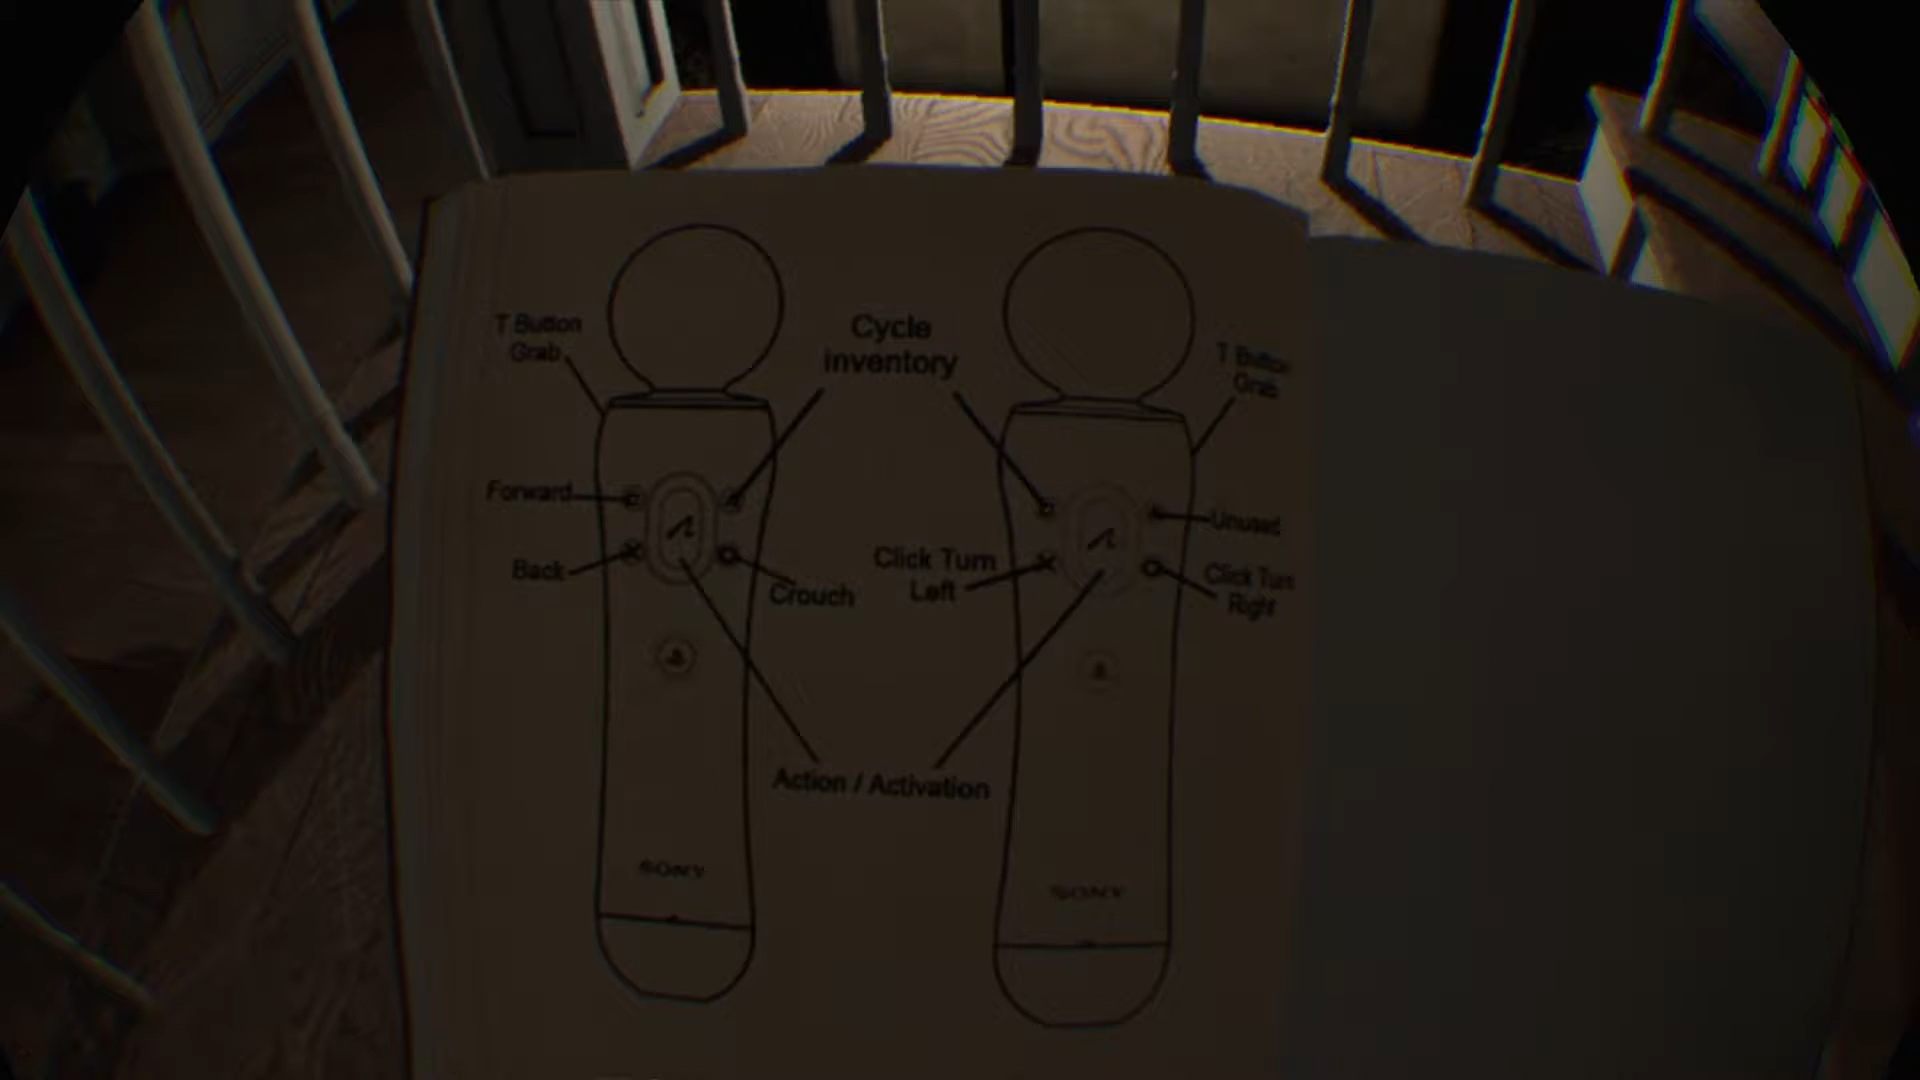 T Button
Grab
Cycle
inventory
T Button
Grab
Forward
Unused
Back
Crouch
Click Turn
Left
Click Turn
Right
Action / Activation
SONY
SONY